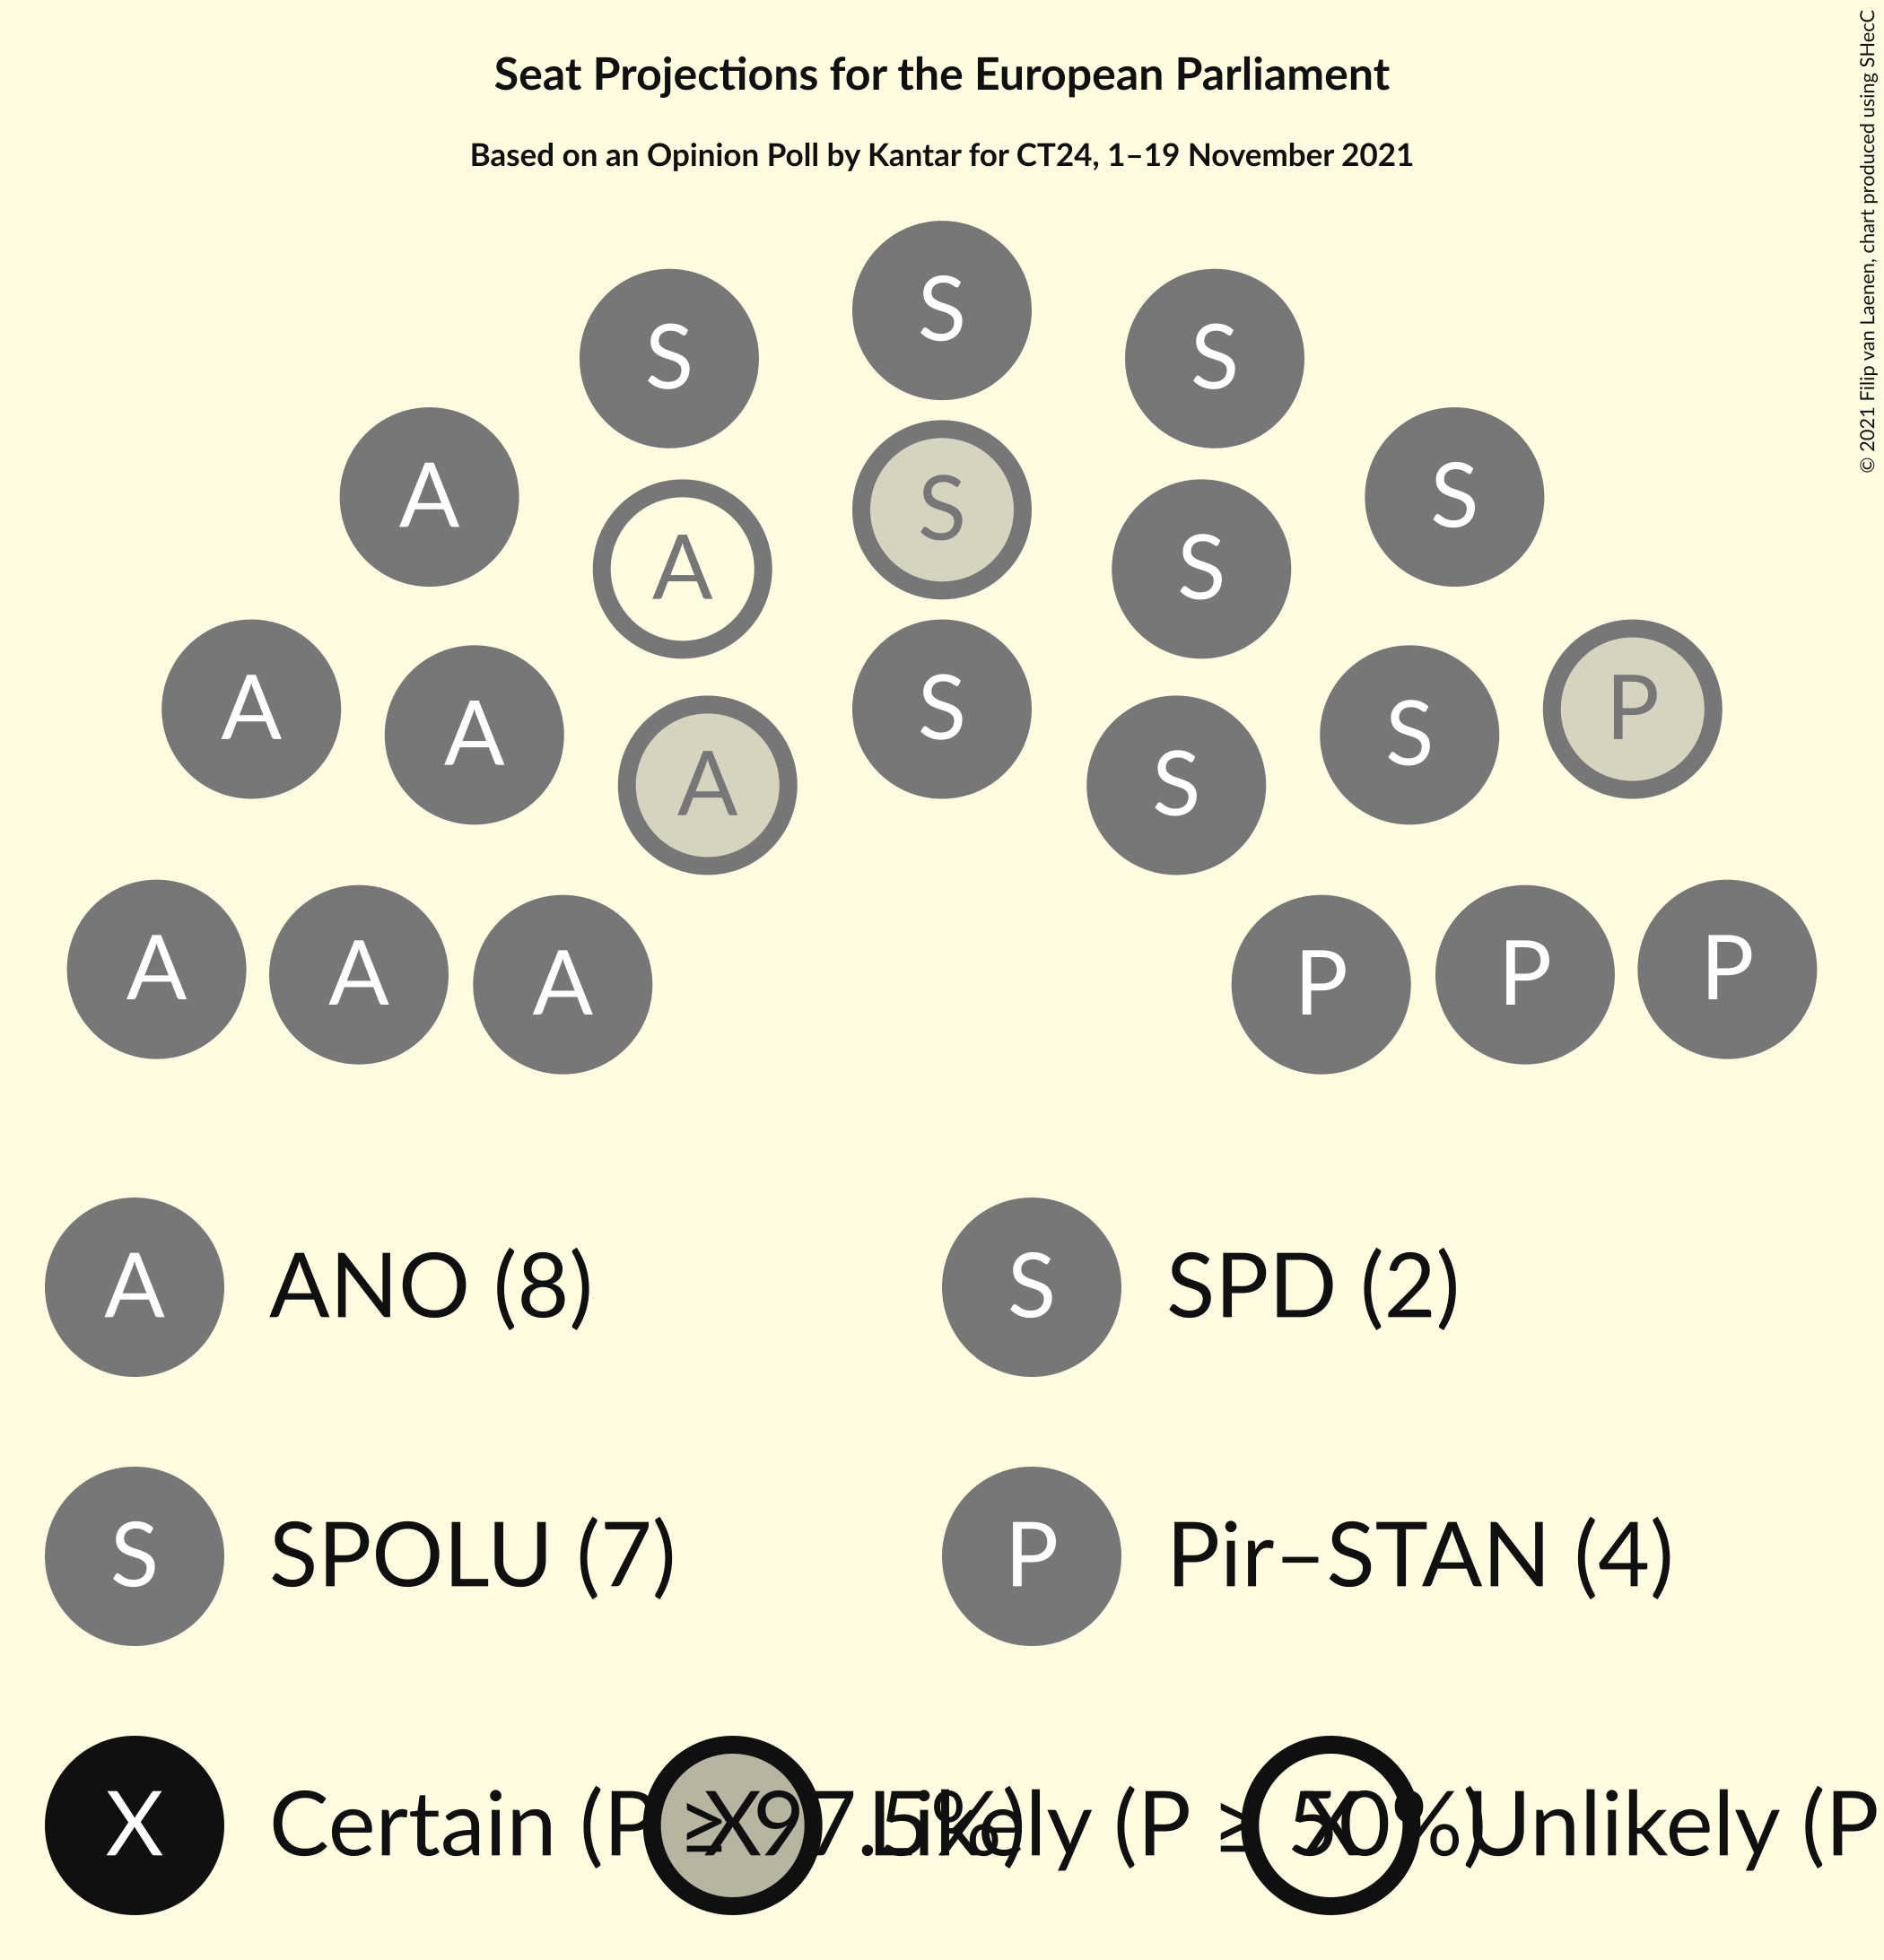 Seat Projections for the European Parliament
Based on an Opinion Poll by Kantar for CT24, 1–19 November 2021
© 2021 Filip van Laenen, chart produced using SHecC
S
S S
A S
S
A S
A S P
A S
A S
A A A P P P
A ANO (8) S SPD (2)
S SPOLU (7) P Pir–STAN (4)
X Certain (P ≥ 97.5%) X Likely (P ≥ 50%) X Unlikely (P